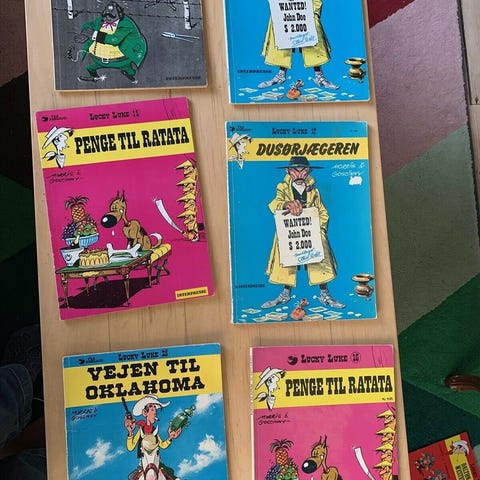 INTERPRESSE
WANTED!
John Doe
$ 2.000
INTERPRESSE
LUCKY LUKE
PENGE TIL RATATA
MORRIS &
GOSCINNY
INTERPRESSE
LUCKY LUKE
DUSØRJÆGEREN
MORRIS &
GOSCINNY
WANTED!
John Doe
$ 2.000
INTERPRESSE
LUCKY LUKE
VEJEN TIL
OKLAHOMA
MORRIS &
GOSCINNY
LUCKY LUKE
PENGE TIL RATATA
MORRIS &
GOSCINNY